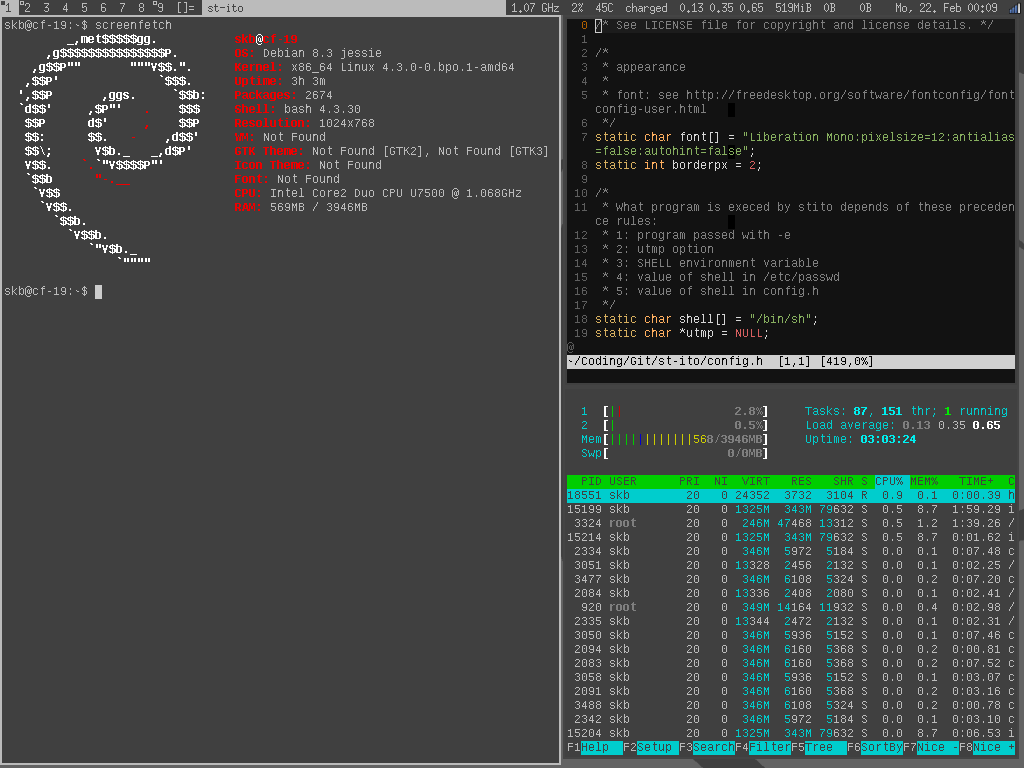 1 2 3 4 5 6 7 8 9 []= st-ito 1.07 GHz 2% 45C charged 0.13 0.35 0.65 519MiB 0B 0B Mo, 22. Feb 00:09
skb@cf-19:~$ screenfetch
_,met$$$$$gg.
,g$$$$$$$$$$$$$$$P.
,g$$P"" """Y$$.".
,$$P' `$$$.
',$$P ,ggs. `$$b:
`d$$' ,$P"' . $$$
$$P d$' , $$P
$$: $$. - ,d$$'
$$\; Y$b._ _,d$P'
Y$$. `.`"Y$$$$P"'
`$$b "-.__
`Y$$
`Y$$.
`$$b.
`Y$$b.
`"Y$b._
`""""
skb@cf-19
OS: Debian 8.3 jessie
Kernel: x86_64 Linux 4.3.0-0.bpo.1-amd64
Uptime: 3h 3m
Packages: 2674
Shell: bash 4.3.30
Resolution: 1024x768
WM: Not Found
GTK Theme: Not Found [GTK2], Not Found [GTK3]
Icon Theme: Not Found
Font: Not Found
CPU: Intel Core2 Duo CPU U7500 @ 1.068GHz
RAM: 569MB / 3946MB
skb@cf-19:~$
0 /* See LICENSE file for copyright and license details. */
1
2 /*
3 * appearance
4 *
5 * font: see http://freedesktop.org/software/fontconfig/font
config-user.html
6 */
7 static char font[] = "Liberation Mono:pixelsize=12:antialias
=false:autohint=false";
8 static int borderpx = 2;
9
10 /*
11 * What program is execed by stito depends of these preceden
ce rules:
12 * 1: program passed with -e
13 * 2: utmp option
14 * 3: SHELL environment variable
15 * 4: value of shell in /etc/passwd
16 * 5: value of shell in config.h
17 */
18 static char shell[] = "/bin/sh";
19 static char *utmp = NULL;
@
~/Coding/Git/st-ito/config.h [1,1] [419,0%]
1 [| 2.8%] Tasks: 87, 151 thr; 1 running
2 [| 0.5%] Load average: 0.13 0.35 0.65
Mem[||||||||||||568/3946MB] Uptime: 03:03:24
Swp[ 0/0MB]
PID USER PRI NI VIRT RES SHR S CPU% MEM% TIME+ C
18551 skb 20 0 24352 3732 3104 R 0.9 0.1 0:00.39 h
15199 skb 20 0 1325M 343M 79632 S 0.5 8.7 1:59.29 i
3324 root 20 0 246M 47468 13312 S 0.5 1.2 1:39.26 /
15214 skb 20 0 1325M 343M 79632 S 0.5 8.7 0:01.62 i
2334 skb 20 0 346M 5972 5184 S 0.0 0.1 0:07.48 c
3051 skb 20 0 13328 2456 2132 S 0.0 0.1 0:02.25 /
3477 skb 20 0 346M 6108 5324 S 0.0 0.2 0:07.20 c
2084 skb 20 0 13336 2408 2080 S 0.0 0.1 0:02.41 /
920 root 20 0 349M 14164 11932 S 0.0 0.4 0:02.98 /
2335 skb 20 0 13344 2472 2132 S 0.0 0.1 0:02.31 /
3050 skb 20 0 346M 5936 5152 S 0.0 0.1 0:07.46 c
2094 skb 20 0 346M 6160 5368 S 0.0 0.2 0:00.81 c
2083 skb 20 0 346M 6160 5368 S 0.0 0.2 0:07.52 c
3058 skb 20 0 346M 5936 5152 S 0.0 0.1 0:03.07 c
2091 skb 20 0 346M 6160 5368 S 0.0 0.2 0:03.16 c
3488 skb 20 0 346M 6108 5324 S 0.0 0.2 0:00.78 c
2342 skb 20 0 346M 5972 5184 S 0.0 0.1 0:03.10 c
15204 skb 20 0 1325M 343M 79632 S 0.0 8.7 0:06.53 i
F1Help F2Setup F3SearchF4FilterF5Tree F6SortByF7Nice -F8Nice +